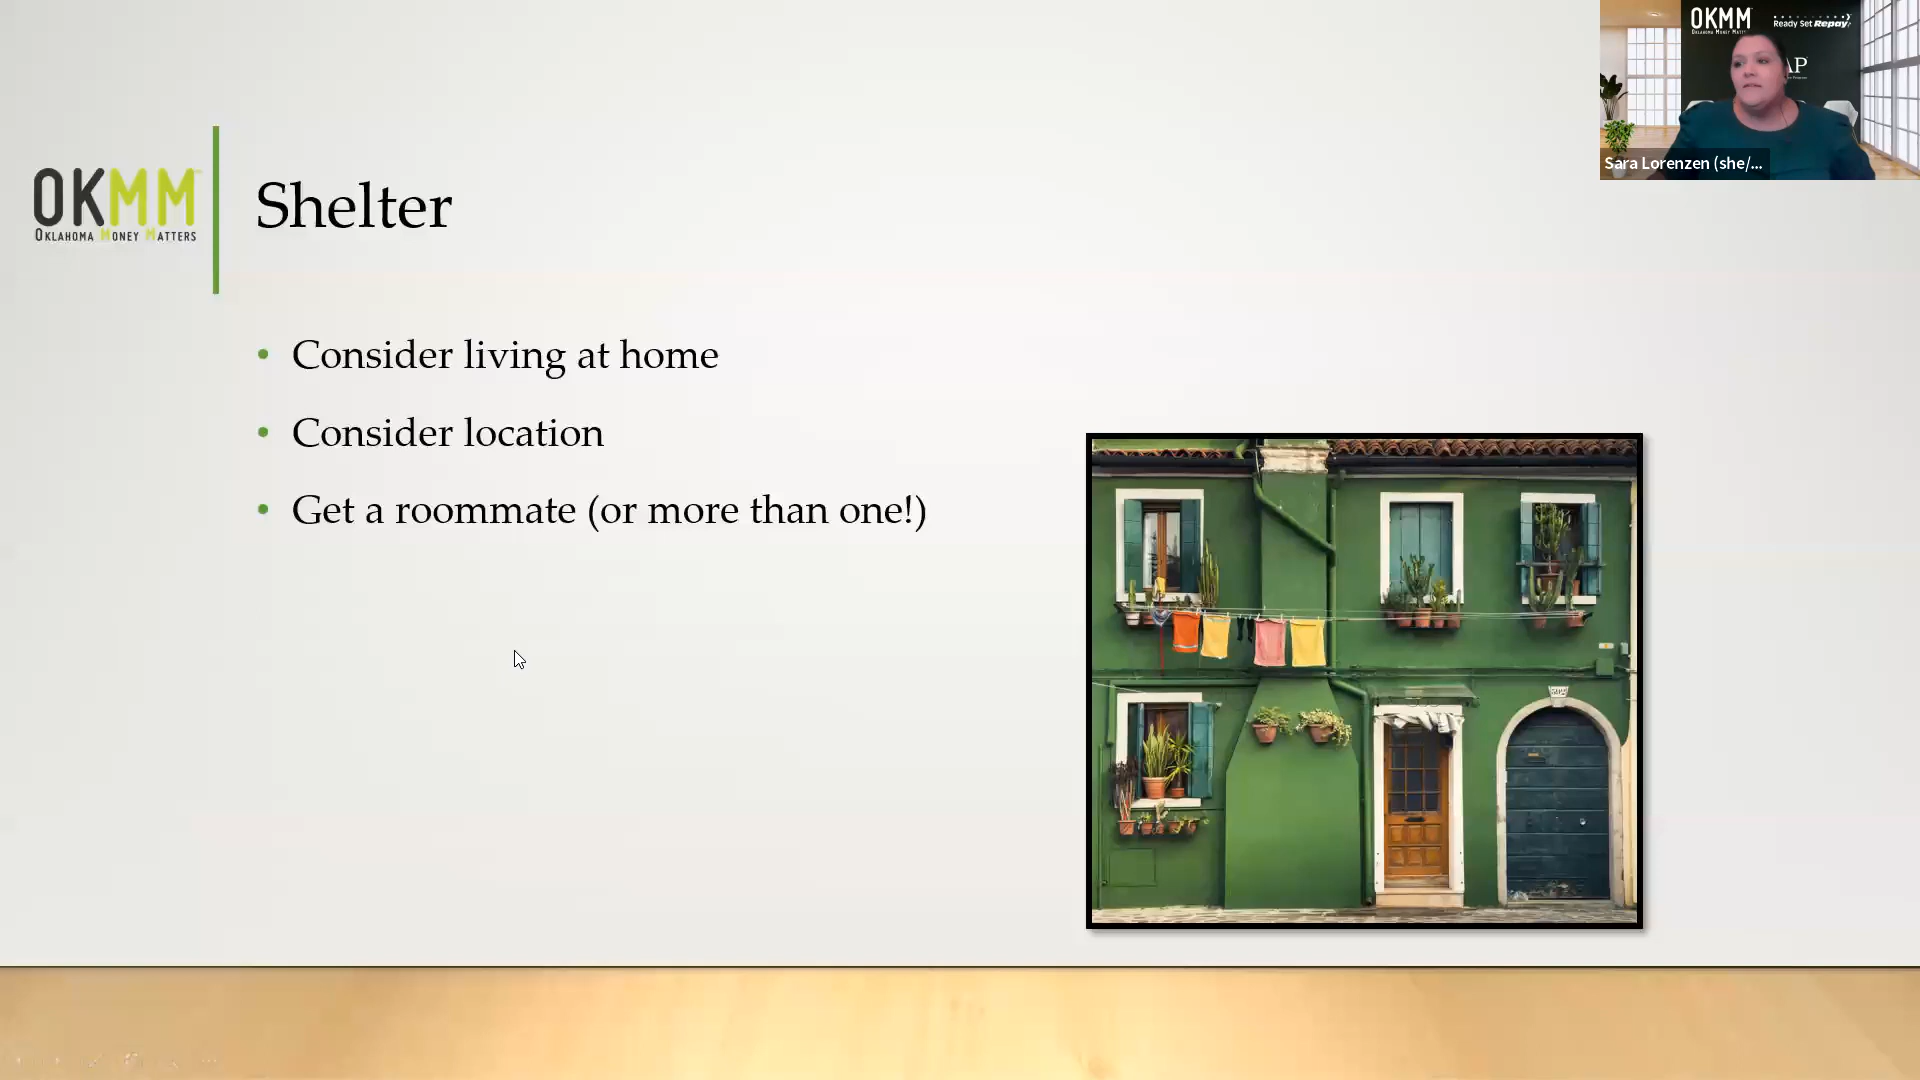 OKMM
Ready Set Repay
AP
Sara Lorenzen (she/...
OKMM
OKLAHOMA MONEY MATTERS
Shelter
• Consider living at home
• Consider location
• Get a roommate (or more than one!)